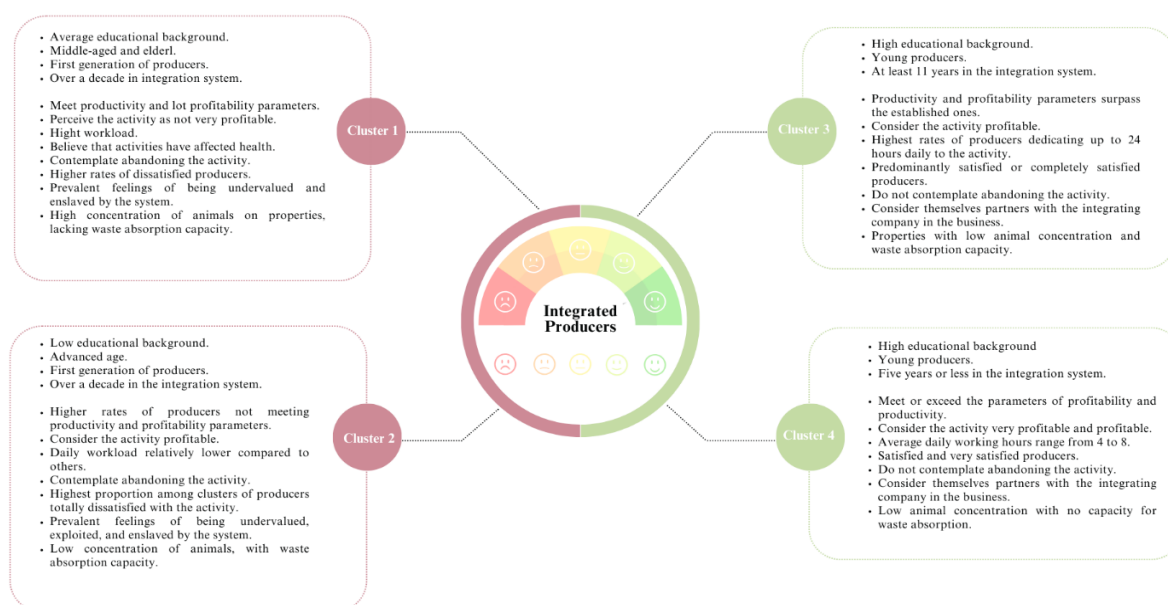 • Average educational background.
• Middle-aged and elderl.
• First generation of producers.
• Over a decade in integration system.
• Meet productivity and lot profitability parameters.
• Perceive the activity as not very profitable.
• Hight workload.
• Believe that activities have affected health.
• Contemplate abandoning the activity.
• Higher rates of dissatisfied producers.
• Prevalent feelings of being undervalued and
enslaved by the system.
• High concentration of animals on properties,
lacking waste absorption capacity.
Cluster 1
• High educational background.
• Young producers.
• At least 11 years in the integration system.
• Productivity and profitability parameters surpass
the established ones.
• Consider the activity profitable.
• Highest rates of producers dedicating up to 24
hours daily to the activity.
• Predominantly satisfied or completely satisfied
producers.
• Do not contemplate abandoning the activity.
• Consider themselves partners with the integrating
company in the business.
• Properties with low animal concentration and
waste absorption capacity.
Cluster 3
Integrated
Producers
• Low educational background.
• Advanced age.
• First generation of producers.
• Over a decade in the integration system.
• Higher rates of producers not meeting
productivity and profitability parameters.
• Consider the activity profitable.
• Daily workload relatively lower compared to
others.
• Contemplate abandoning the activity.
• Highest proportion among clusters of producers
totally dissatisfied with the activity.
• Prevalent feelings of being undervalued,
exploited, and enslaved by the system.
• Low concentration of animals, with waste
absorption capacity.
Cluster 2
• High educational background
• Young producers.
• Five years or less in the integration system.
• Meet or exceed the parameters of profitability and
productivity.
• Consider the activity very profitable and profitable.
• Average daily working hours range from 4 to 8.
• Satisfied and very satisfied producers.
• Do not contemplate abandoning the activity.
• Consider themselves partners with the integrating
company in the business.
• Low animal concentration with no capacity for
waste absorption.
Cluster 4